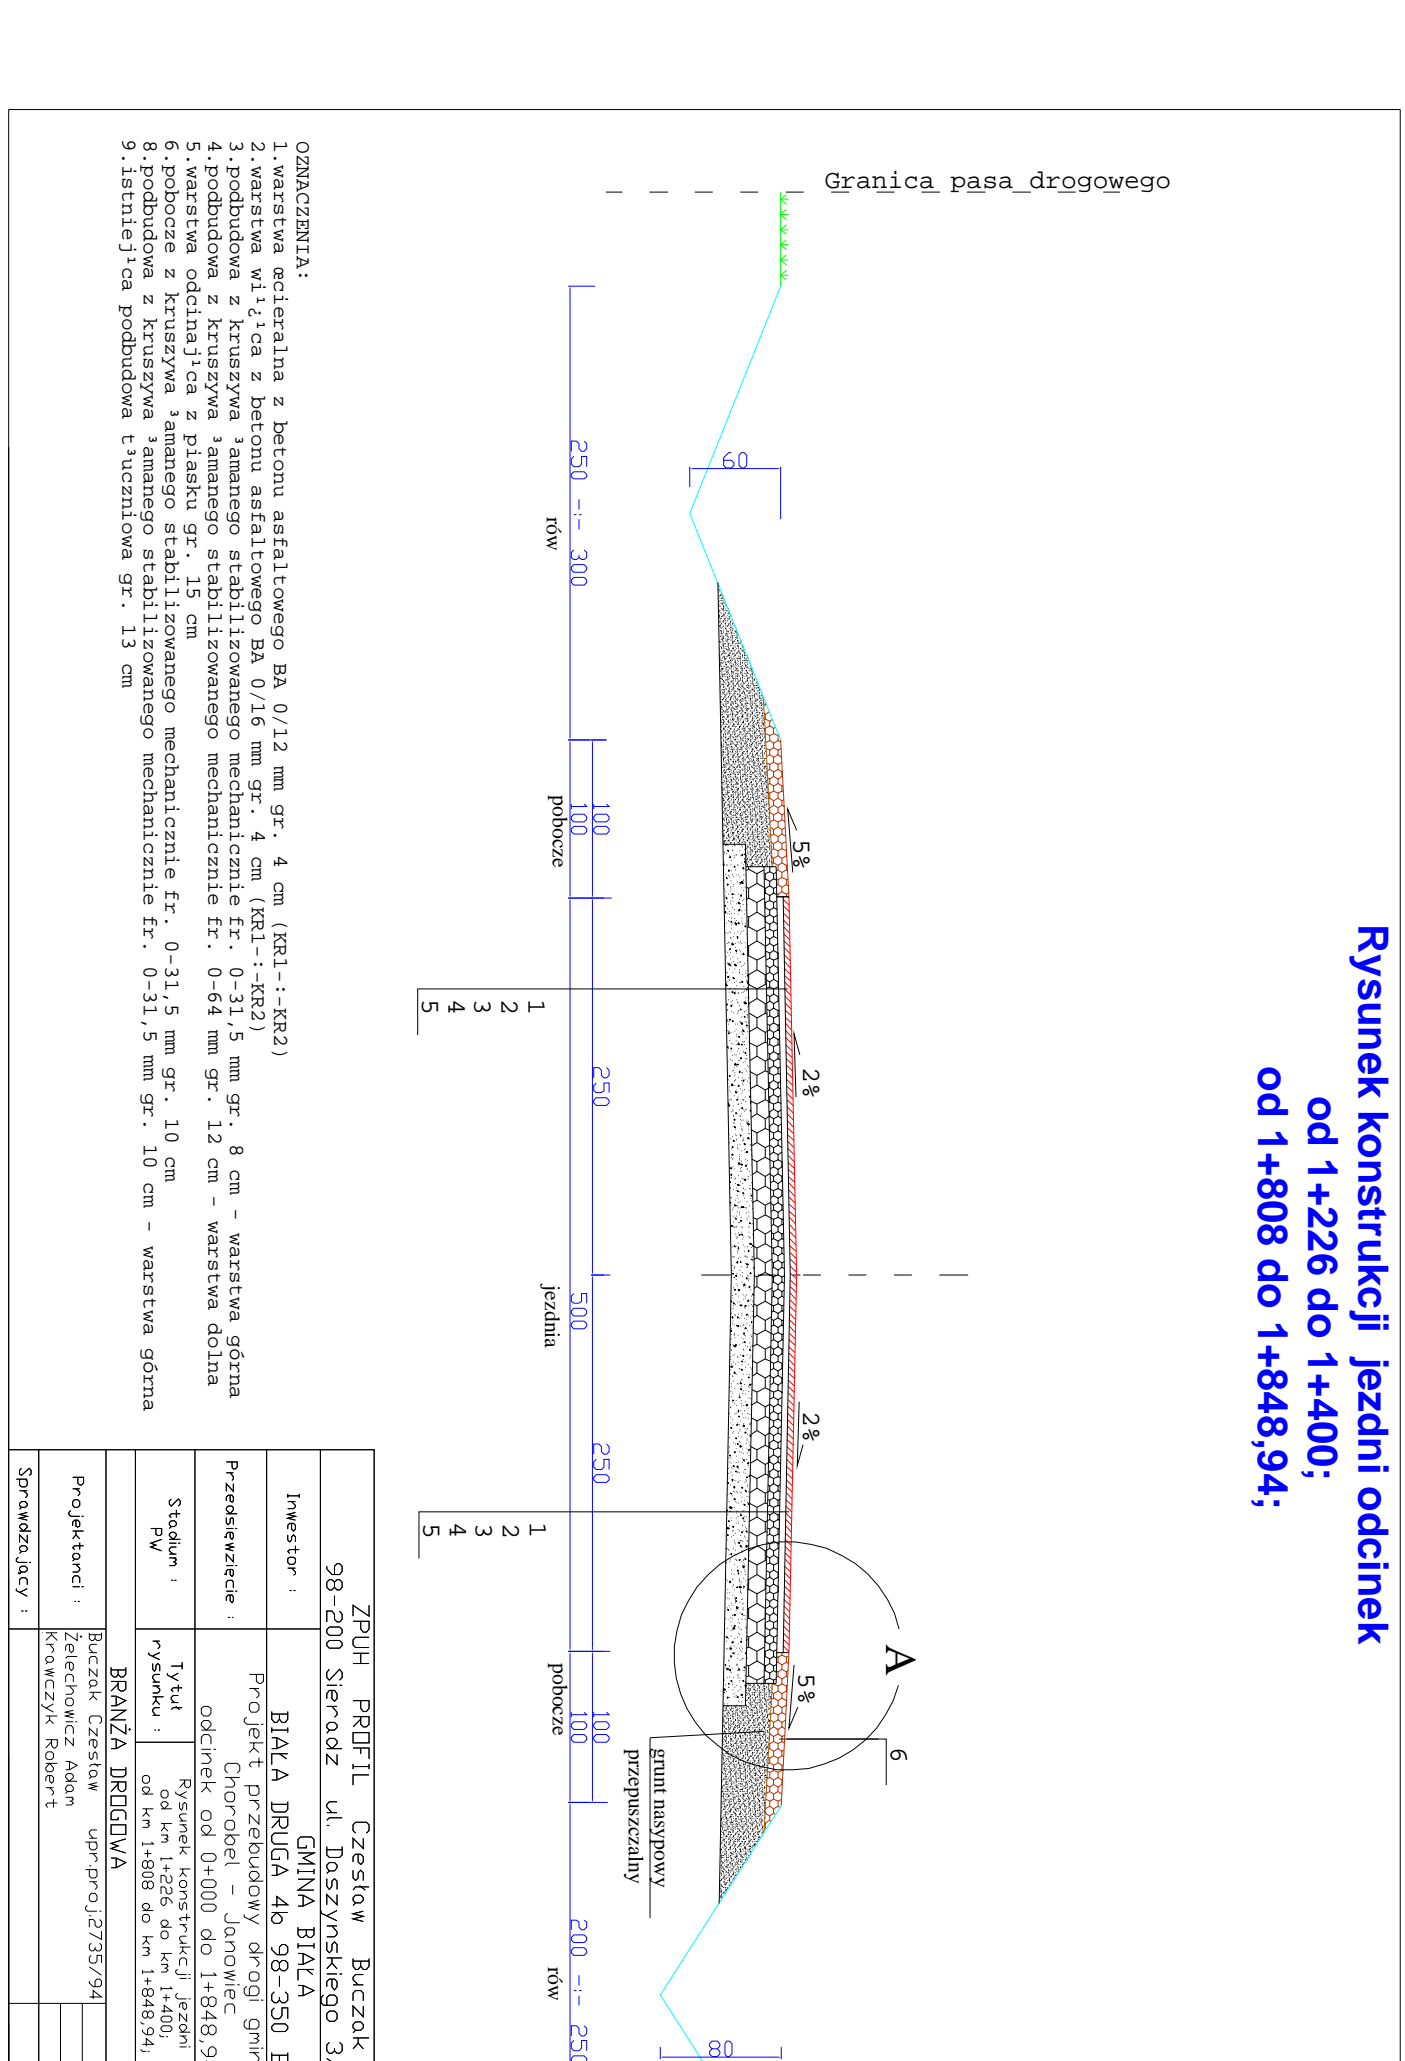 Rysunek konstrukcji jezdni odcinek
od 1+226 do 1+400;
od 1+808 do 1+848,94;
Granica pasa drogowego
60
5%
2%
2%
5%
A
6
80
1
2
3
4
5
1
2
3
4
5
grunt nasypowy
przepuszczalny
100
250
250
100
250 -:- 300
100
500
100
200 -:- 250
rów
pobocze
jezdnia
pobocze
rów
OZNACZENIA:
1.warstwa œcieralna z betonu asfaltowego BA 0/12 mm gr. 4 cm (KR1-:-KR2)
2.warstwa wi¹¿¹ca z betonu asfaltowego BA 0/16 mm gr. 4 cm (KR1-:-KR2)
3.podbudowa z kruszywa ³amanego stabilizowanego mechanicznie fr. 0-31,5 mm gr. 8 cm - warstwa górna
4.podbudowa z kruszywa ³amanego stabilizowanego mechanicznie fr. 0-64 mm gr. 12 cm - warstwa dolna
5.warstwa odcinaj¹ca z piasku gr. 15 cm
6.pobocze z kruszywa ³amanego stabilizowanego mechanicznie fr. 0-31,5 mm gr. 10 cm
8.podbudowa z kruszywa ³amanego stabilizowanego mechanicznie fr. 0-31,5 mm gr. 10 cm - warstwa górna
9.istniej¹ca podbudowa t³uczniowa gr. 13 cm
ZPUH PROFIL Czesław Buczak
98-200 Sieradz ul. Daszynskiego 3,
Inwestor :
GMINA BIAŁA
BIAŁA DRUGA 4b 98-350
Przedsięwzięcie :
Projekt przebudowy drogi
Chorobel - Janowiec
odcinek od 0+000 do
Stadium :
PW
Tytuł
rysunku :
Rysunek konstrukcji jezdni
od km 1+226 do km 1+400;
od km 1+808 do km 1+848,94;
BRANŻA DROGOWA
Projektanci :
Buczak Czesław upr.proj.2735/94
Żelechowicz Adam
Krawczyk Robert
Sprawdzający :